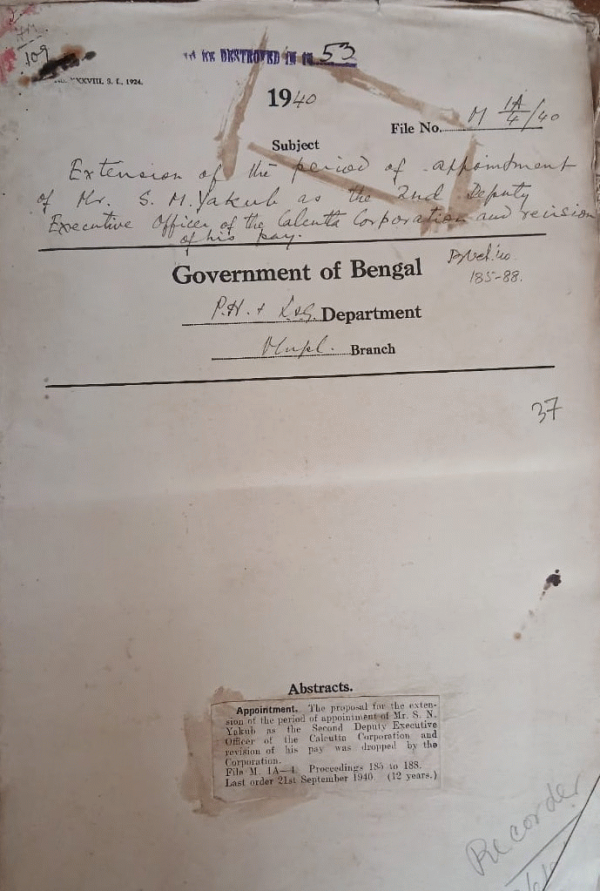 109
XXXVIII. S. L., 1924.
TO BE DESTROYED IN 53
1940
File No. M 1A/4/40
Subject
Extension of the period of appointment
of Mr. S. M. Yakub as the 2nd Deputy
Executive Officer of the Calcutta Corporation and revision
of his pay.
Government of Bengal
185-88.
P.H. + L.S.G. Department
Mupl. Branch
37
Abstracts.
Appointment. The proposal for the exten-
sion of the period of appointment of Mr. S. N.
Yakub as the Second Deputy Executive
Officer of the Calcutta Corporation and
revision of his pay was dropped by the
Corporation.
File M. 1A—4. Proceedings 185 to 188.
Last order 21st September 1940. (12 years.)
Recorder